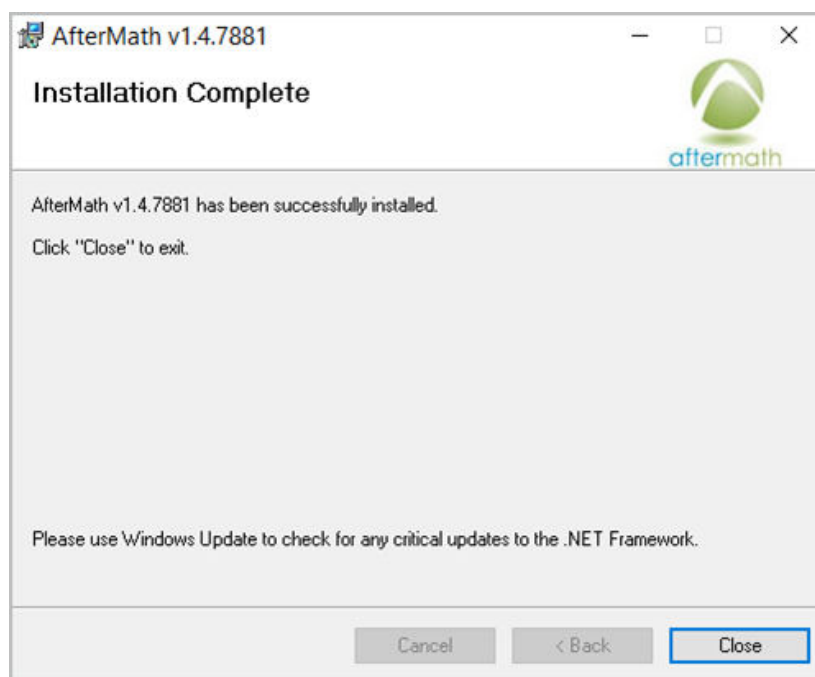 AfterMath v1.4.7881
Installation Complete
aftermath
AfterMath v1.4.7881 has been successfully installed.
Click "Close" to exit.
Please use Windows Update to check for any critical updates to the .NET Framework.
Cancel
< Back
Close